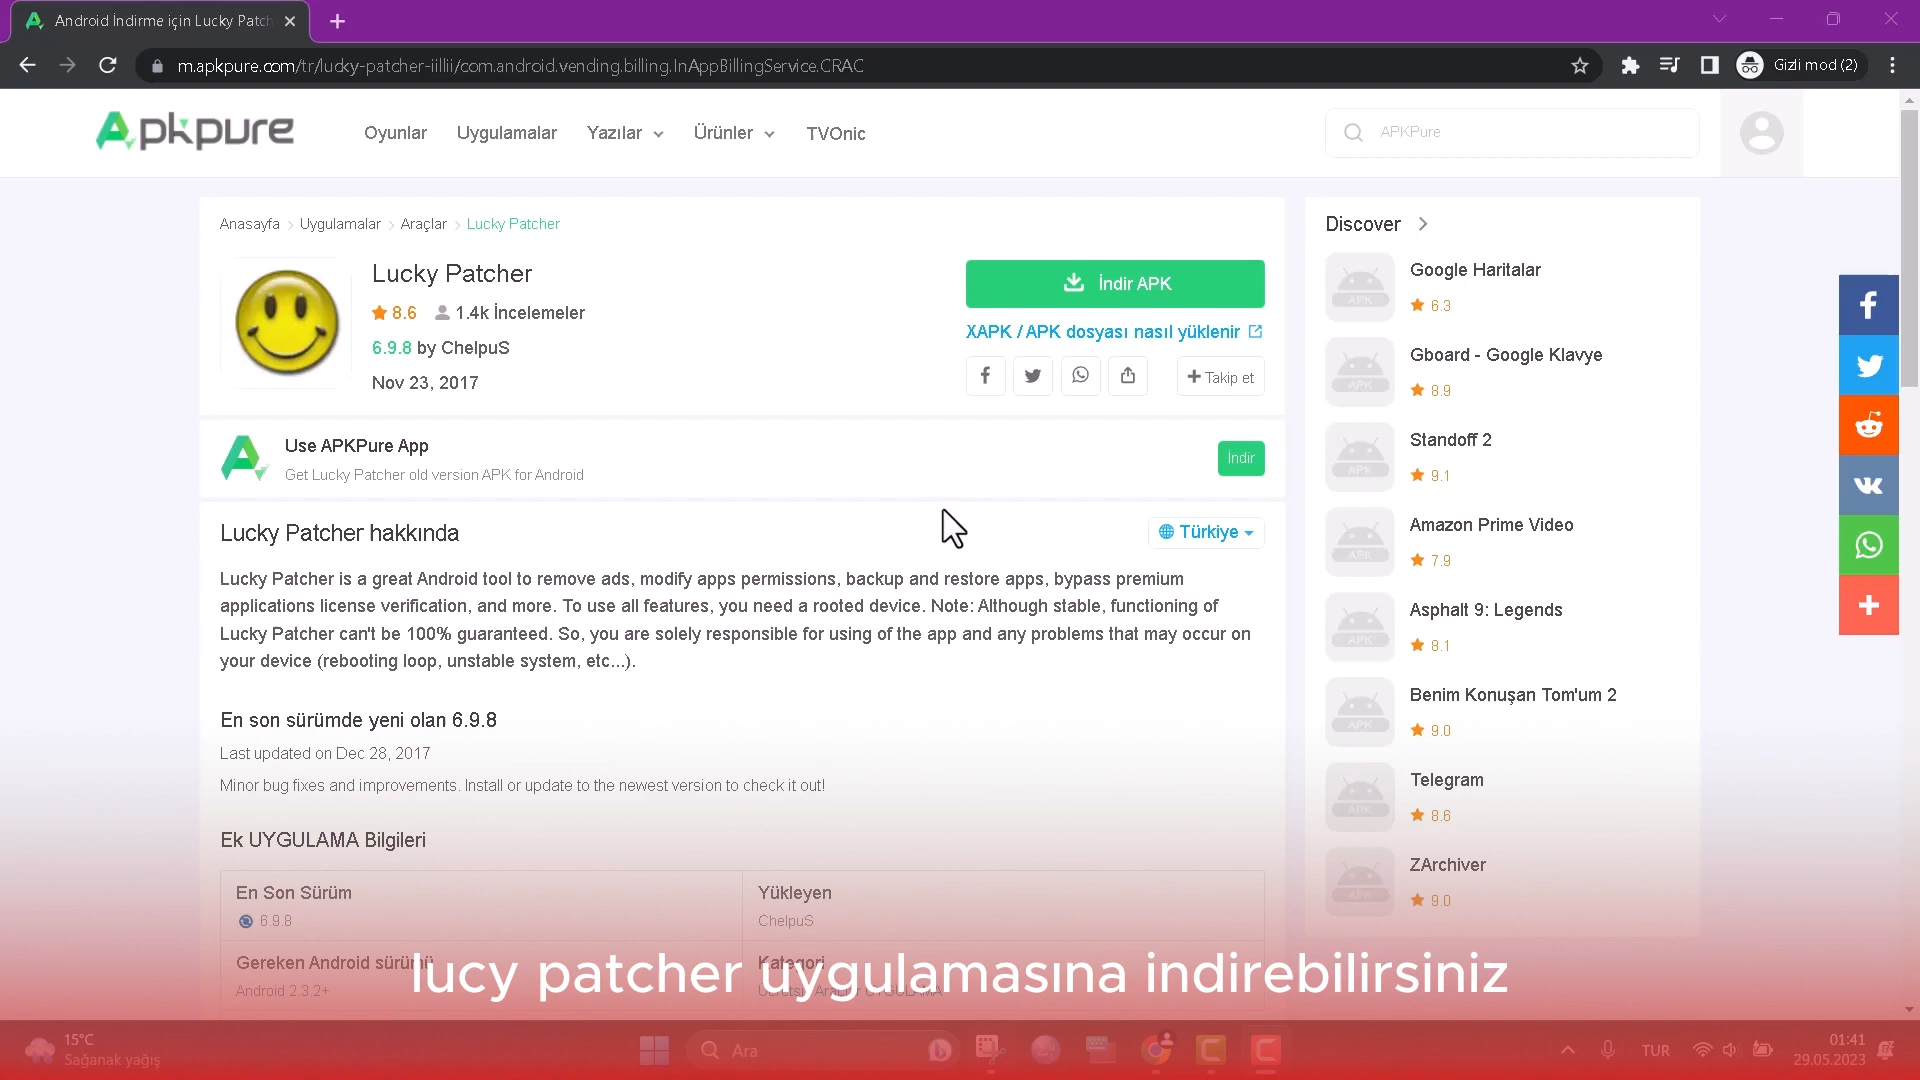 Android İndirme için Lucky Patch
m.apkpure.com/tr/lucky-patcher-iillii/com.android.vending.billing.InAppBillingService.CRAC
Gizli mod (2)
Apkpure
Oyunlar
Uygulamalar
Yazılar
Ürünler
TVOnic
APKPure
Anasayfa
Uygulamalar
Araçlar
Lucky Patcher
Lucky Patcher
8.6
1.4k İncelemeler
6.9.8 by ChelpuS
Nov 23, 2017
İndir APK
XAPK / APK dosyası nasıl yüklenir
+ Takip et
Use APKPure App
Get Lucky Patcher old version APK for Android
İndir
Lucky Patcher hakkında
Türkiye
Lucky Patcher is a great Android tool to remove ads, modify apps permissions, backup and restore apps, bypass premium
applications license verification, and more. To use all features, you need a rooted device. Note: Although stable, functioning of
Lucky Patcher can't be 100% guaranteed. So, you are solely responsible for using of the app and any problems that may occur on
your device (rebooting loop, unstable system, etc...).
En son sürümde yeni olan 6.9.8
Last updated on Dec 28, 2017
Minor bug fixes and improvements. Install or update to the newest version to check it out!
Ek UYGULAMA Bilgileri
En Son Sürüm
6.9.8
Yükleyen
ChelpuS
Gereken Android sürümü
Android 2.3.2+
Kategori
Ücretsiz Araçlar UYGULAMA
Discover
APK
Google Haritalar
6.3
APK
Gboard - Google Klavye
8.9
APK
Standoff 2
9.1
APK
Amazon Prime Video
7.9
APK
Asphalt 9: Legends
8.1
APK
Benim Konuşan Tom'um 2
9.0
APK
Telegram
8.6
APK
ZArchiver
9.0
lucy patcher uygulamasına indirebilirsiniz
15°C
Sağanak yağış
Ara
TUR
01:41
29.05.2023